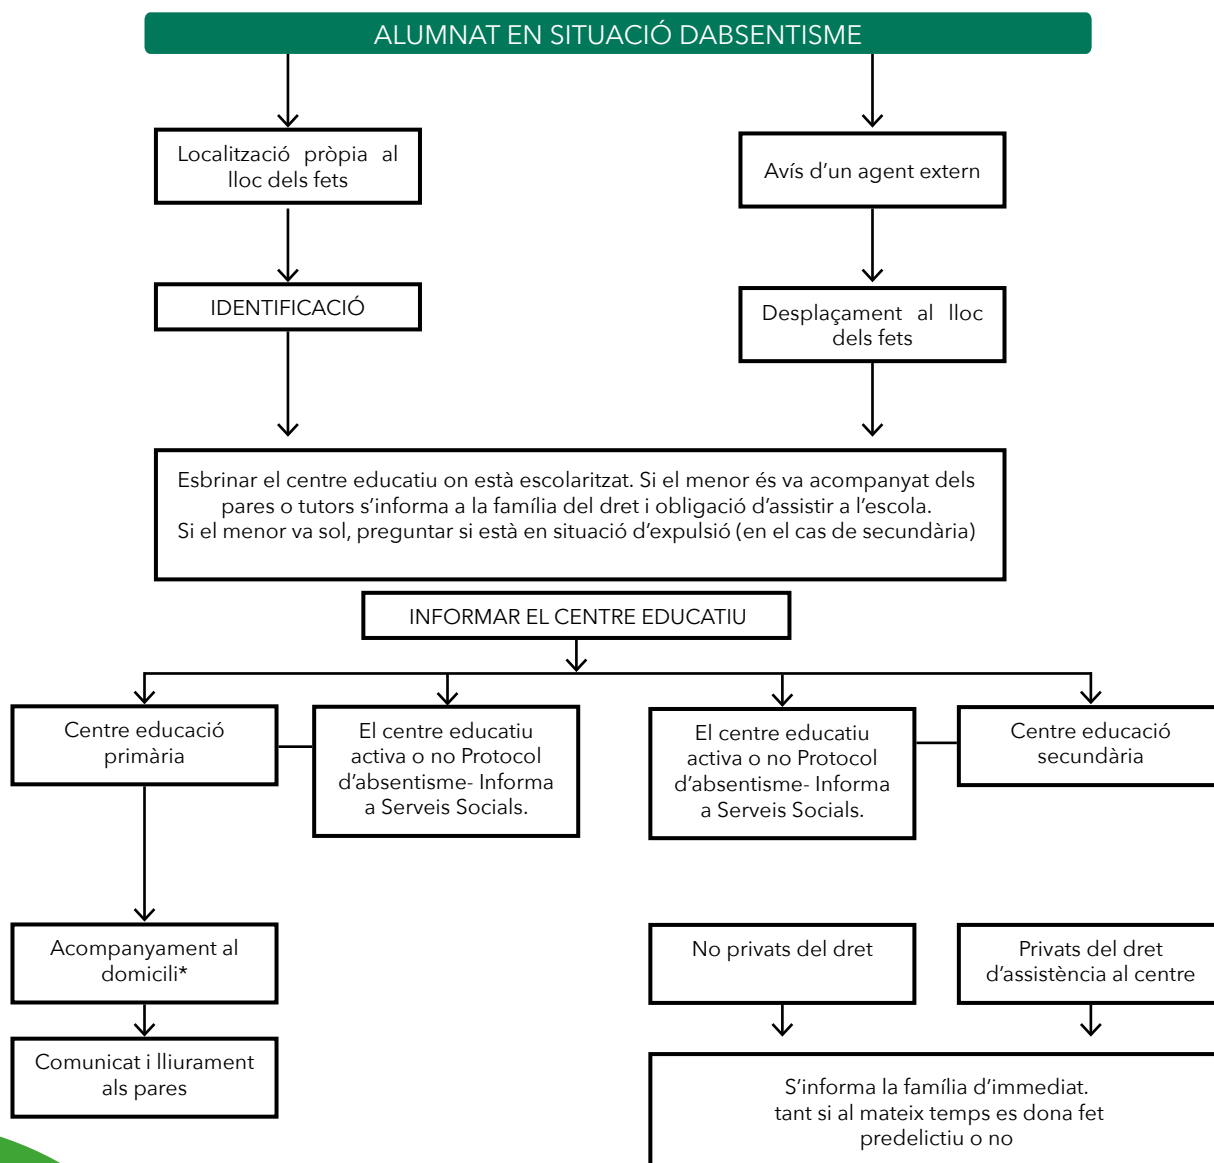 ALUMNAT EN SITUACIÓ DABSENTISME
Localització pròpia al
lloc dels fets
Avís d'un agent extern
IDENTIFICACIÓ
Desplaçament al lloc
dels fets
Esbrinar el centre educatiu on està escolaritzat. Si el menor és va acompanyat dels
pares o tutors s'informa a la família del dret i obligació d'assistir a l'escola.
Si el menor va sol, preguntar si està en situació d'expulsió (en el cas de secundària)
INFORMAR EL CENTRE EDUCATIU
Centre educació
primària
El centre educatiu
activa o no Protocol
d'absentisme- Informa
a Serveis Socials.
El centre educatiu
activa o no Protocol
d'absentisme- Informa
a Serveis Socials.
Centre educació
secundària
Acompanyament al
domicili*
No privats del dret
Privats del dret
d'assistència al centre
Comunicat i lliurament
als pares
S'informa la família d'immediat.
tant si al mateix temps es dona fet
predelictiu o no